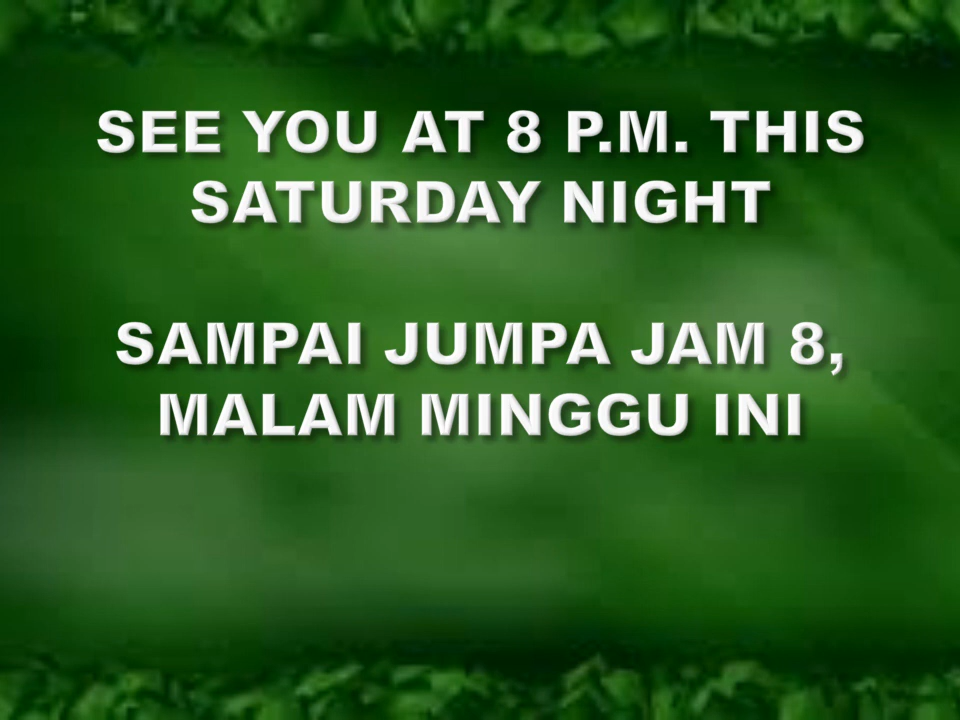 SEE YOU AT 8 P.M. THIS
SATURDAY NIGHT
SAMPAI JUMPA JAM 8,
MALAM MINGGU INI